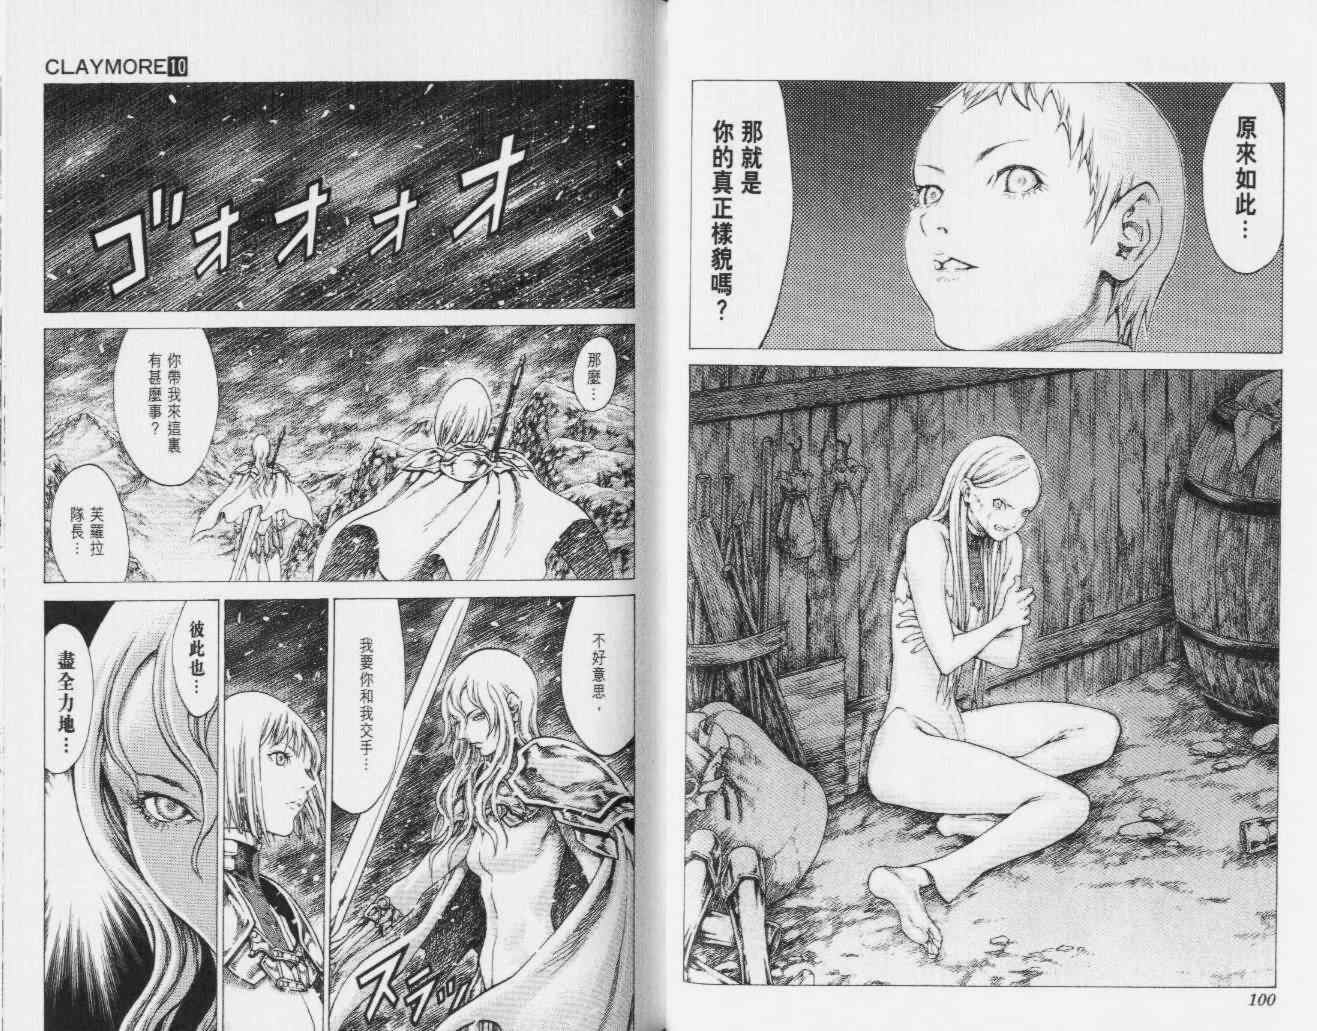 原來如此…
那就是
你的真正樣貌嗎？
100
CLAYMORE 10
ゴォォォォ
那麼…
你帶我來這裏
有甚麼事？
芙羅拉
隊長…
不好意思，
我要你和我交手…
スラッ
彼此也…
盡全力地…